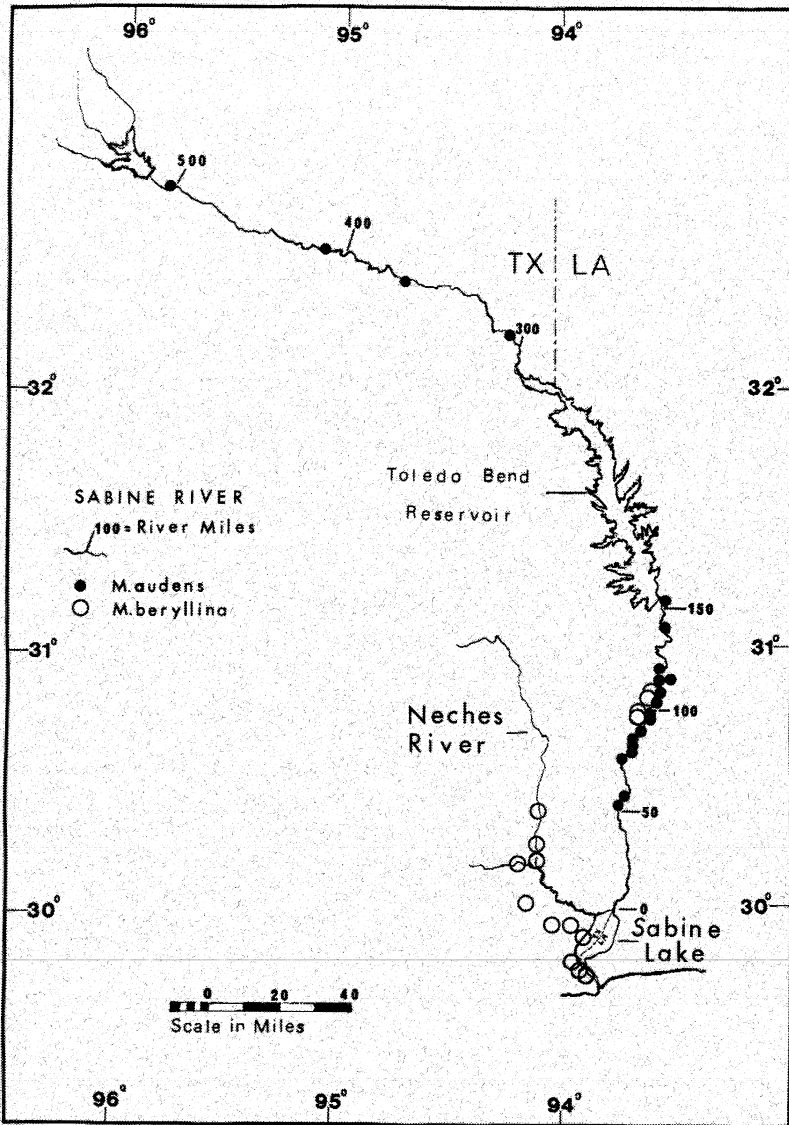 96° 95° 94°
500
400
TX LA
300
32° 32°
Toledo Bend
Reservoir
SABINE RIVER
100 = River Miles
M.audens
M.beryllina
150
31° 31°
100
Neches
River
50
30° 0 30°
Sabine
Lake
0 20 40
Scale in Miles
96° 95° 94°